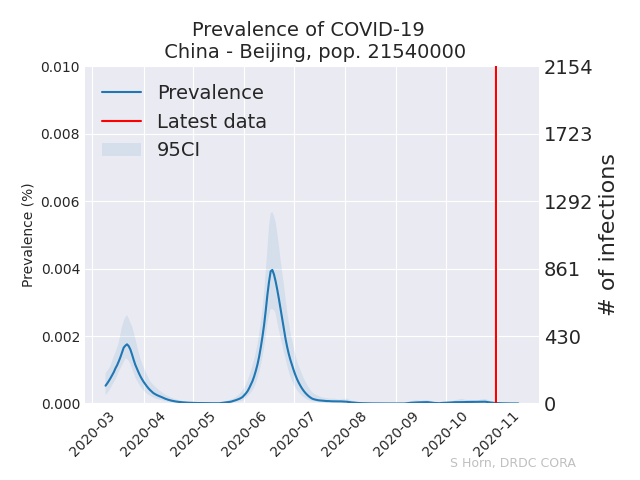 Prevalence of COVID-19
China - Beijing, pop. 21540000
Prevalence
Latest data
95CI
Prevalence (%)
0.010
0.008
0.006
0.004
0.002
0.000
2154
1723
1292
861
430
0
# of infections
2020-03
2020-04
2020-05
2020-06
2020-07
2020-08
2020-09
2020-10
2020-11
S Horn, DRDC CORA